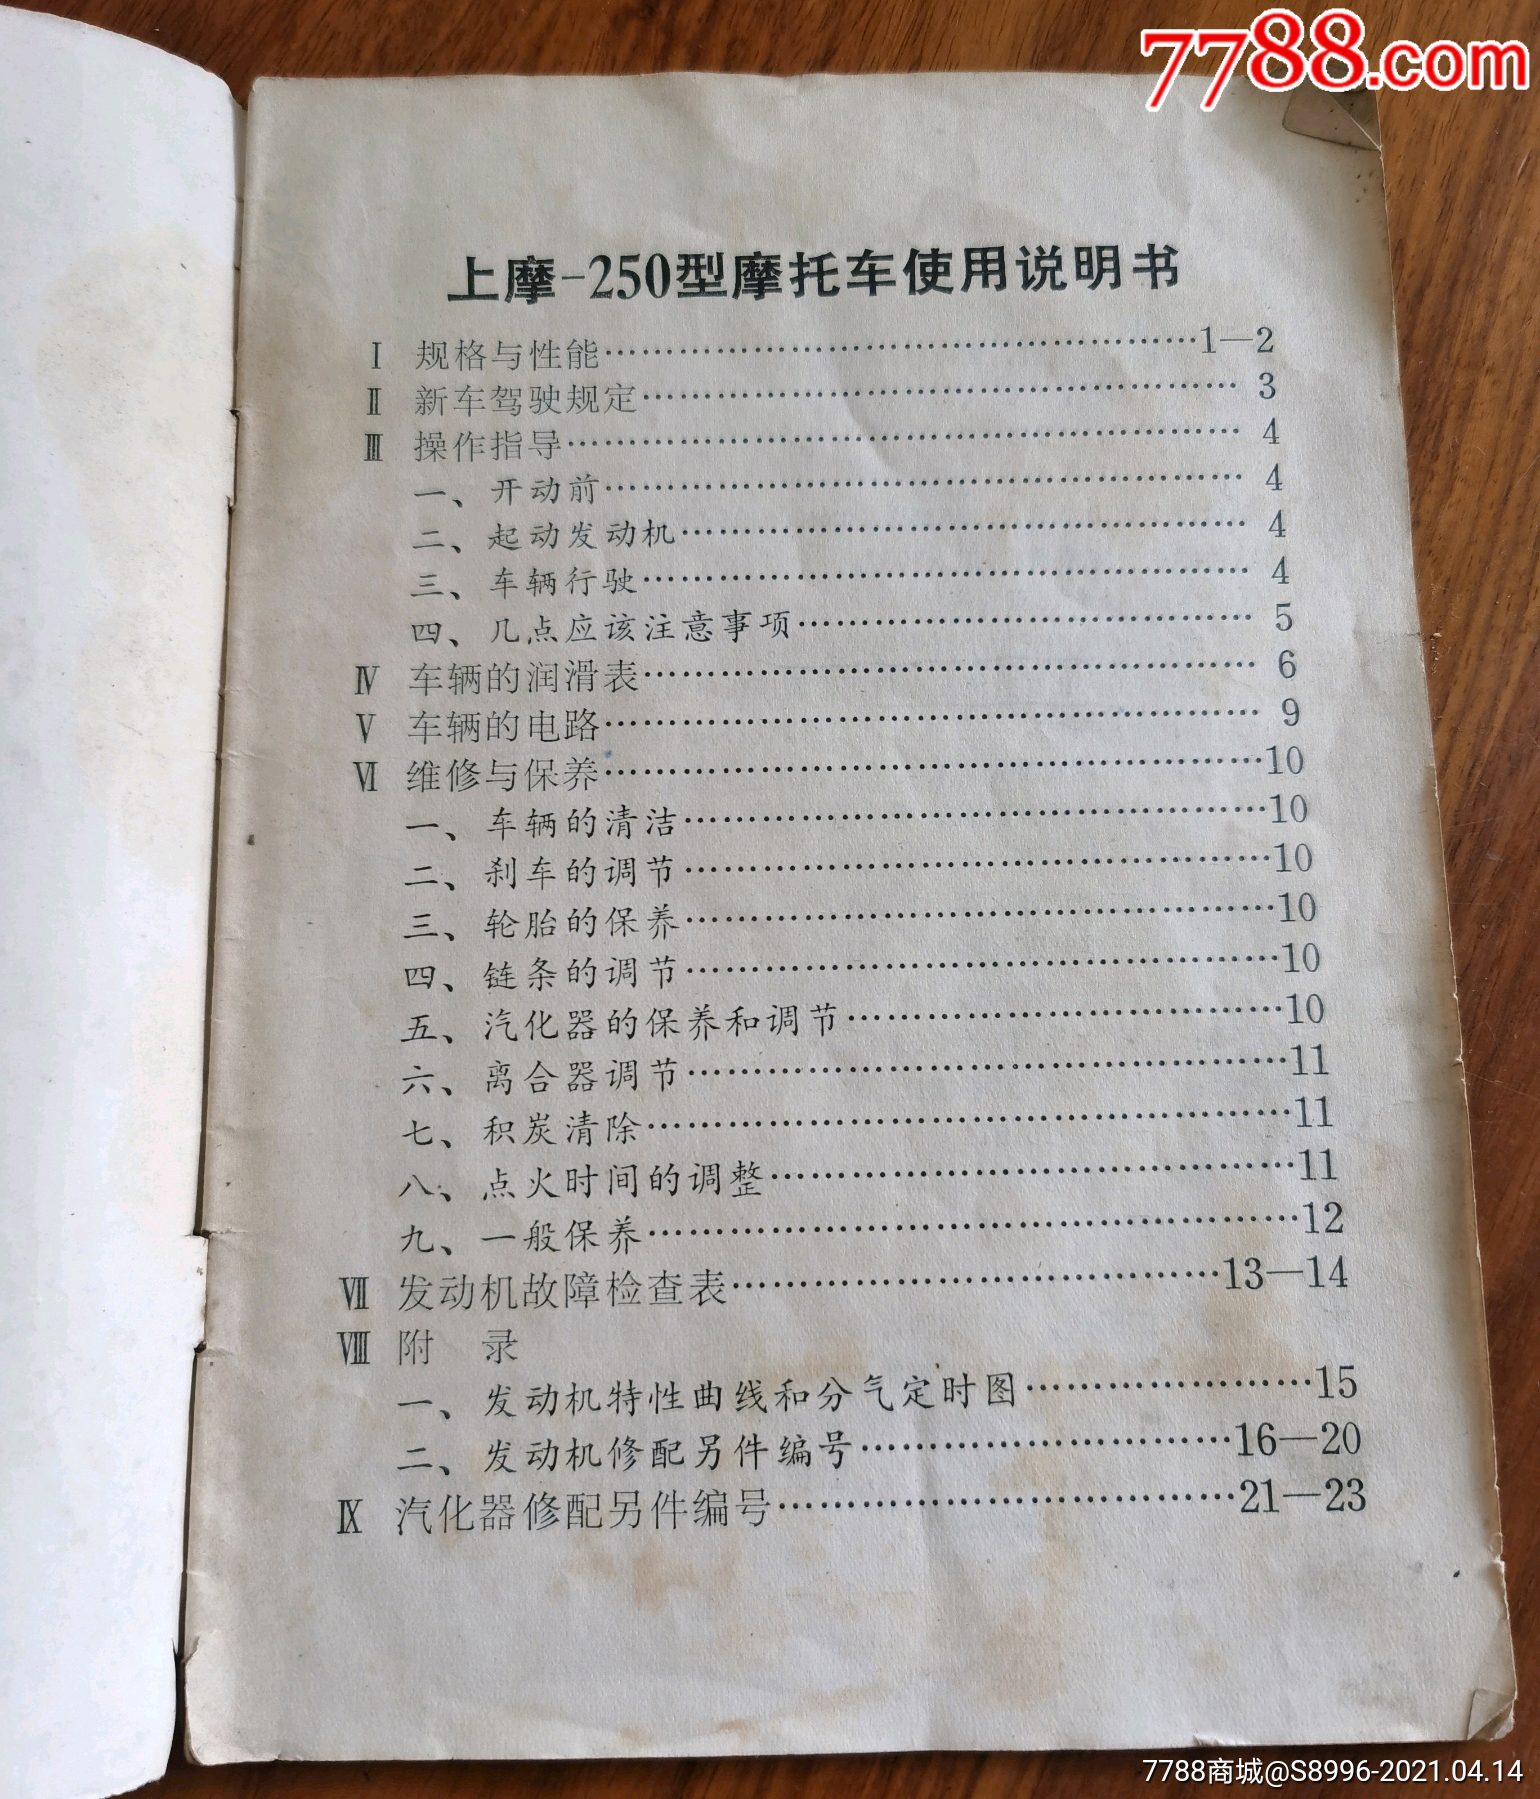 7788.com
上摩-250型摩托车使用说明书
Ⅰ 规格与性能………………………………………1—2
Ⅱ 新车驾驶规定……………………………………… 3
Ⅲ 操作指导……………………………………… 4
一、开动前……………………………………… 4
二、起动发动机……………………………………… 4
三、车辆行驶……………………………………… 4
四、几点应该注意事项……………………………… 5
Ⅳ 车辆的润滑表……………………………………… 6
Ⅴ 车辆的电路……………………………………… 9
Ⅵ 维修与保养………………………………………10
一、车辆的清洁………………………………………10
二、刹车的调节………………………………………10
三、轮胎的保养………………………………………10
四、链条的调节………………………………………10
五、汽化器的保养和调节……………………………10
六、离合器调节………………………………………11
七、积炭清除………………………………………11
八、点火时间的调整…………………………………11
九、一般保养………………………………………12
Ⅶ 发动机故障检查表………………………………13—14
Ⅷ 附 录
一、发动机特性曲线和分气定时图…………………15
二、发动机修配另件编号………………………16—20
Ⅸ 汽化器修配另件编号……………………………21—23
7788商城@S8996-2021.04.14